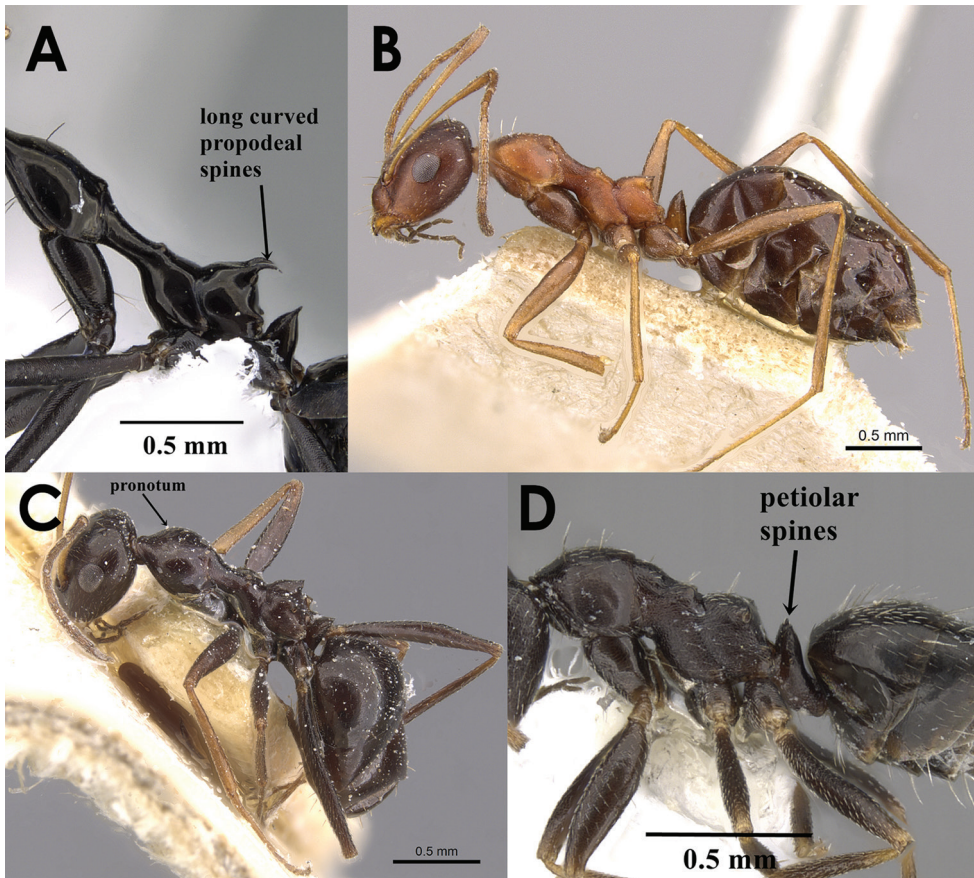 A
long curved
propodeal
spines
0.5 mm
B
0.5 mm
C
pronotum
0.5 mm
D
petiolar
spines
0.5 mm